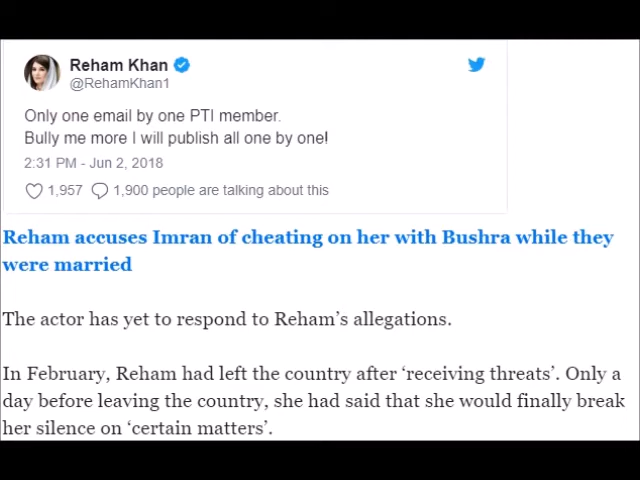 Reham Khan
@RehamKhan1
Only one email by one PTI member.
Bully me more I will publish all one by one!
2:31 PM - Jun 2, 2018
1,957 1,900 people are talking about this
Reham accuses Imran of cheating on her with Bushra while they
were married
The actor has yet to respond to Reham’s allegations.
In February, Reham had left the country after ‘receiving threats’. Only a
day before leaving the country, she had said that she would finally break
her silence on ‘certain matters’.